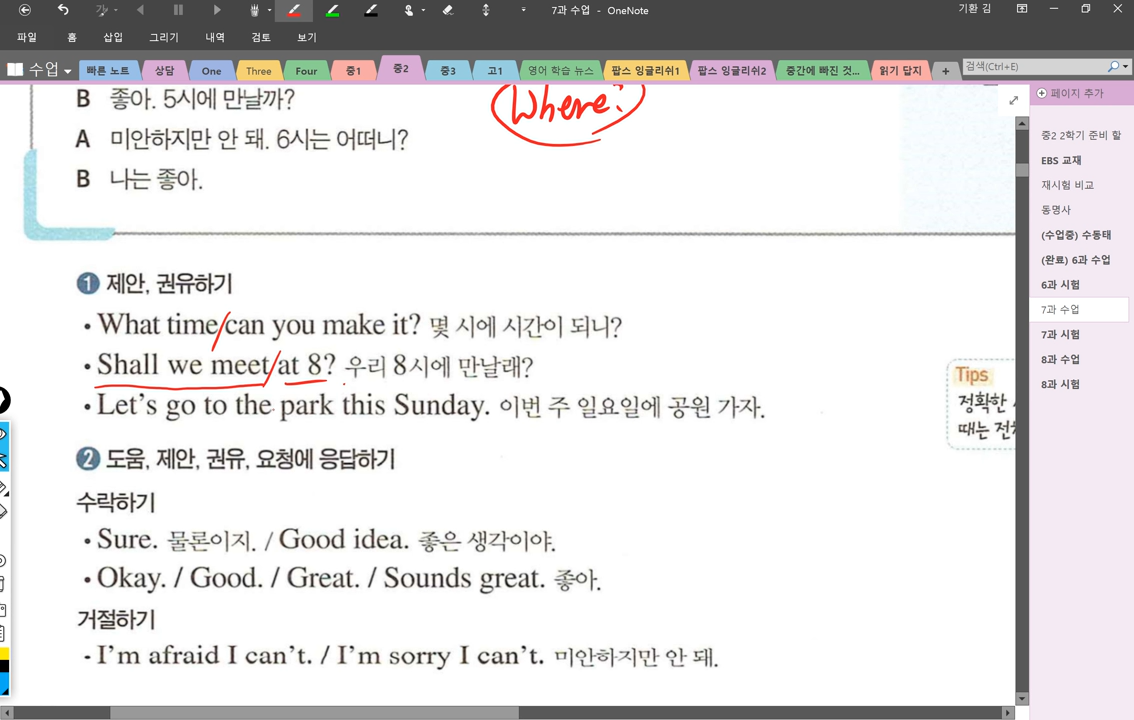 7과 수업 - OneNote
기환 김
파일 홈 삽입 그리기 내역 검토 보기
수업 빠른 노트 상담 One Three Four 중1 중2 중3 고1 영어 학습 뉴스 팝스 잉글리쉬1 팝스 잉글리쉬2 중간에 빠진 것... 읽기 답지 +
검색(Ctrl+E)
B 좋아. 5시에 만날까?
Where?
A 미안하지만 안 돼. 6시는 어떠니?
B 나는 좋아.
1 제안, 권유하기
• What time/can you make it? 몇 시에 시간이 되니?
• Shall we meet/at 8? 우리 8시에 만날래?
• Let's go to the park this Sunday. 이번 주 일요일에 공원 가자.
2 도움, 제안, 권유, 요청에 응답하기
수락하기
• Sure. 물론이지. / Good idea. 좋은 생각이야.
• Okay. / Good. / Great. / Sounds great. 좋아.
거절하기
- I'm afraid I can't. / I'm sorry I can't. 미안하지만 안 돼.
Tips
정확한
때는
페이지 추가
중2 2학기 준비 할
EBS 교재
재시험 비교
동명사
(수업중) 수동태
(완료) 6과 수업
6과 시험
7과 수업
7과 시험
8과 수업
8과 시험